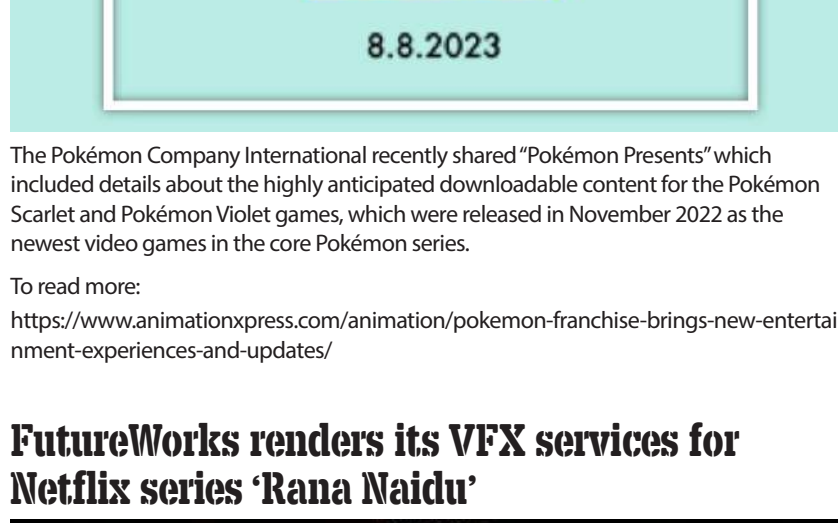 8.8.2023
The Pokémon Company International recently shared “Pokémon Presents” which
included details about the highly anticipated downloadable content for the Pokémon
Scarlet and Pokémon Violet games, which were released in November 2022 as the
newest video games in the core Pokémon series.
To read more:
https://www.animationxpress.com/animation/pokemon-franchise-brings-new-entertai
nment-experiences-and-updates/
FutureWorks renders its VFX services for
Netflix series ‘Rana Naidu’